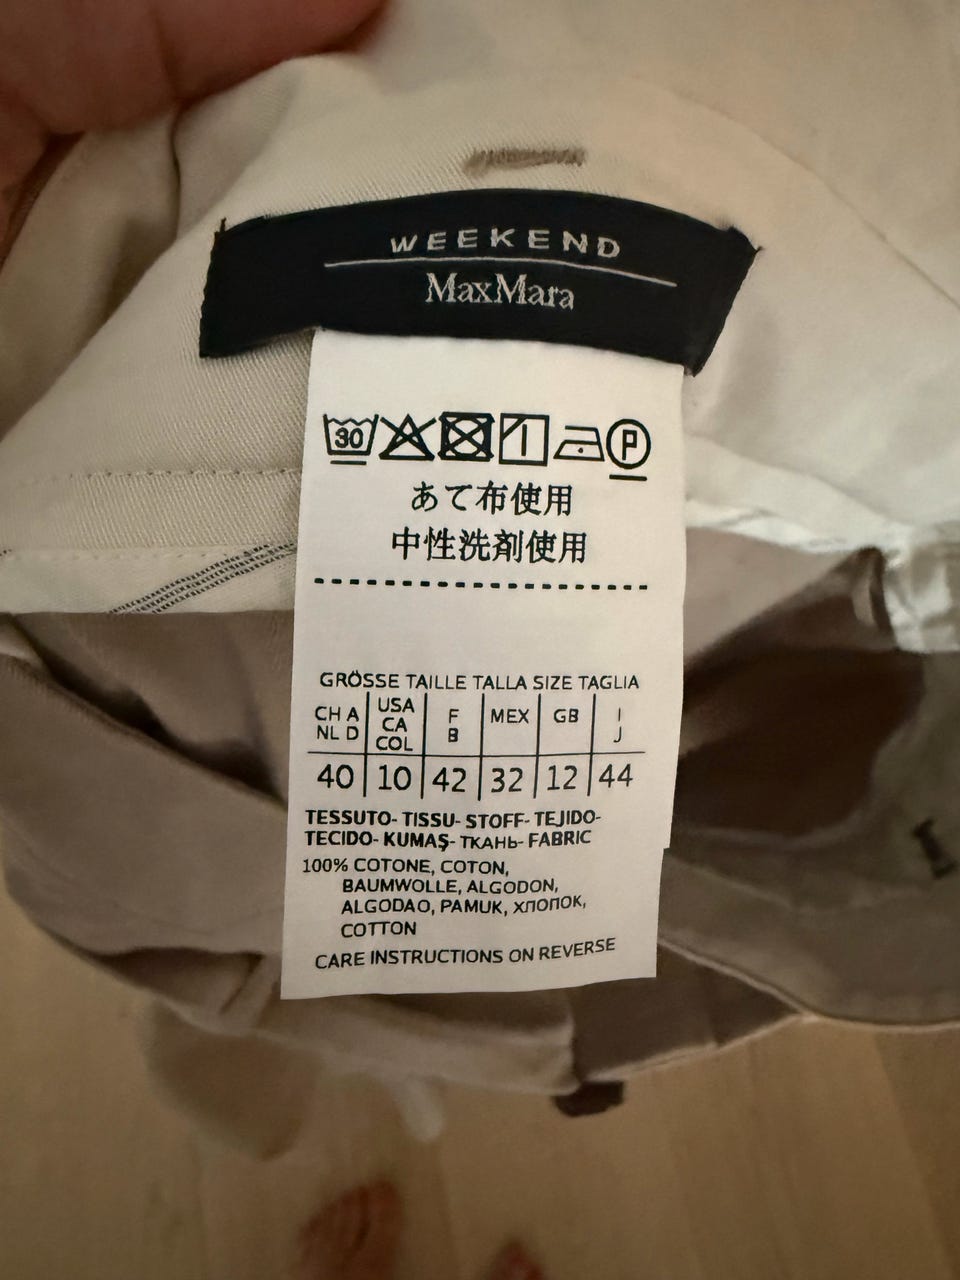 WEEKEND
MaxMara
30 P
あて布使用
中性洗剤使用
GRÖSSE TAILLE TALLA SIZE TAGLIA
CH A NL D USA CA COL F B MEX GB I J
40 10 42 32 12 44
TESSUTO- TISSU- STOFF- TEJIDO-
TECIDO- KUMAŞ- ТКАНЬ- FABRIC
100% COTONE, COTON,
BAUMWOLLE, ALGODON,
ALGODAO, PAMUK, ХЛОПОК,
COTTON
CARE INSTRUCTIONS ON REVERSE